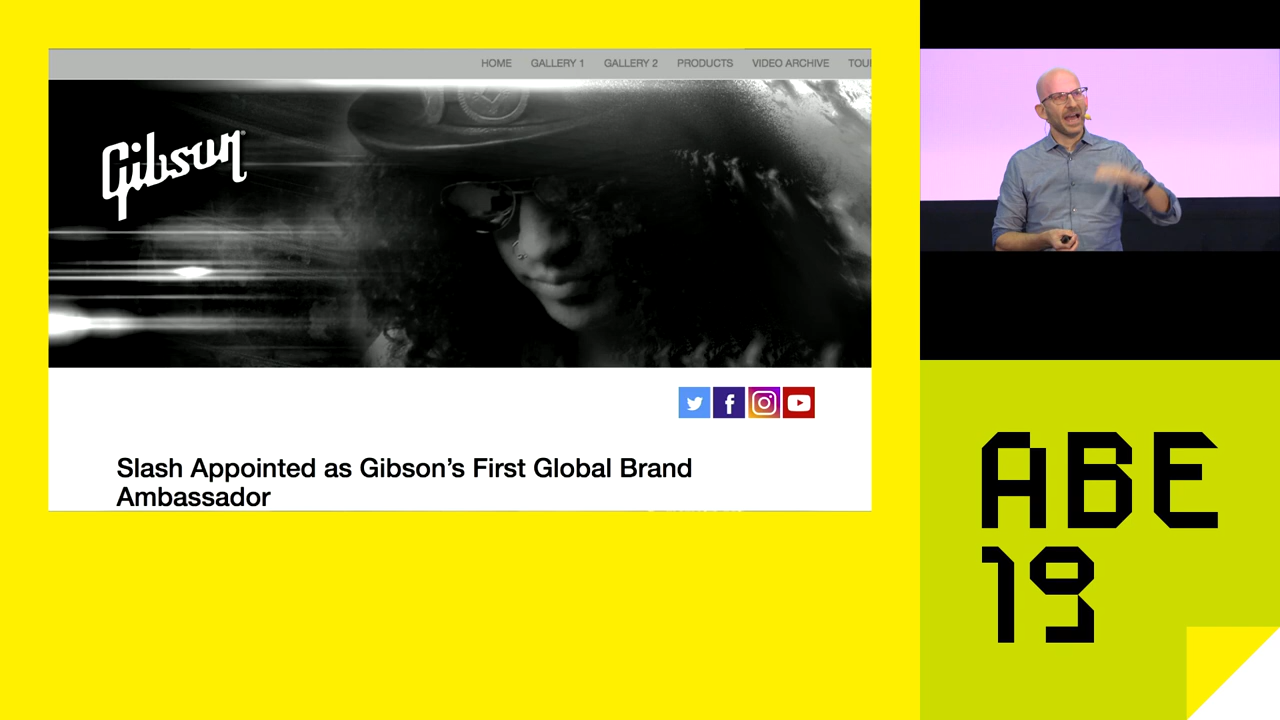 HOME GALLERY 1 GALLERY 2 PRODUCTS VIDEO ARCHIVE
Gibson
Slash Appointed as Gibson’s First Global Brand
Ambassador
ABE
19